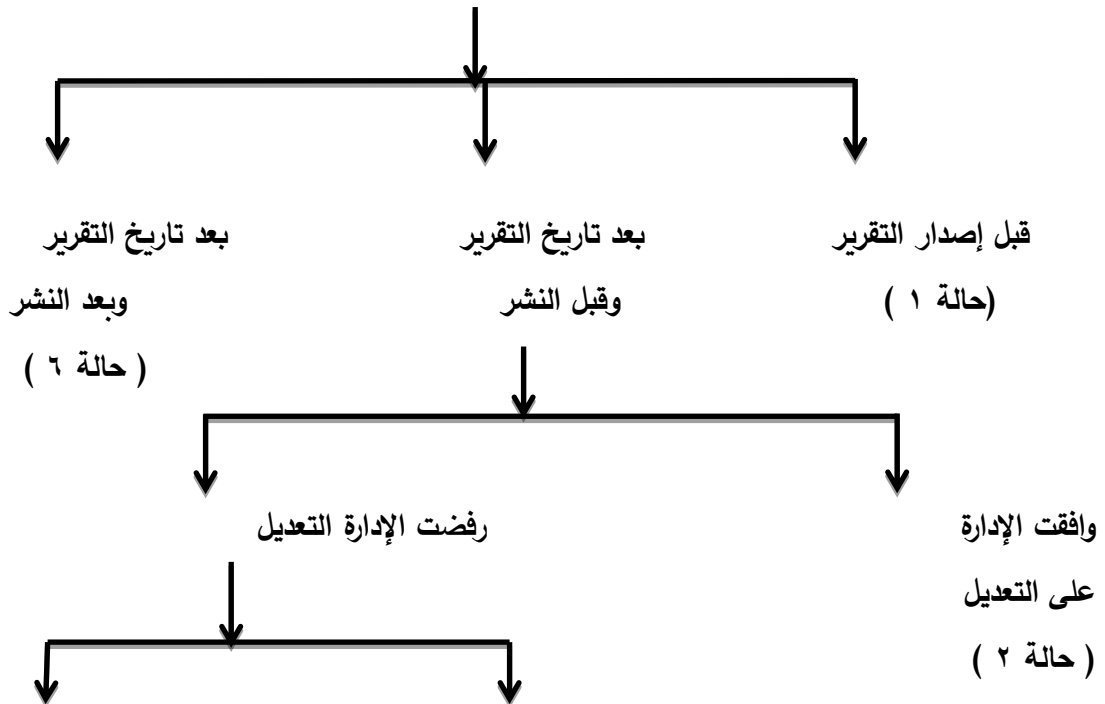 قبل إصدار التقرير
(حالة ١ )
بعد تاريخ التقرير
وقبل النشر
بعد تاريخ التقرير
وبعد النشر
( حالة ٦ )
وافقت الإدارة
على التعديل
( حالة ٢ )
رفضت الإدارة التعديل